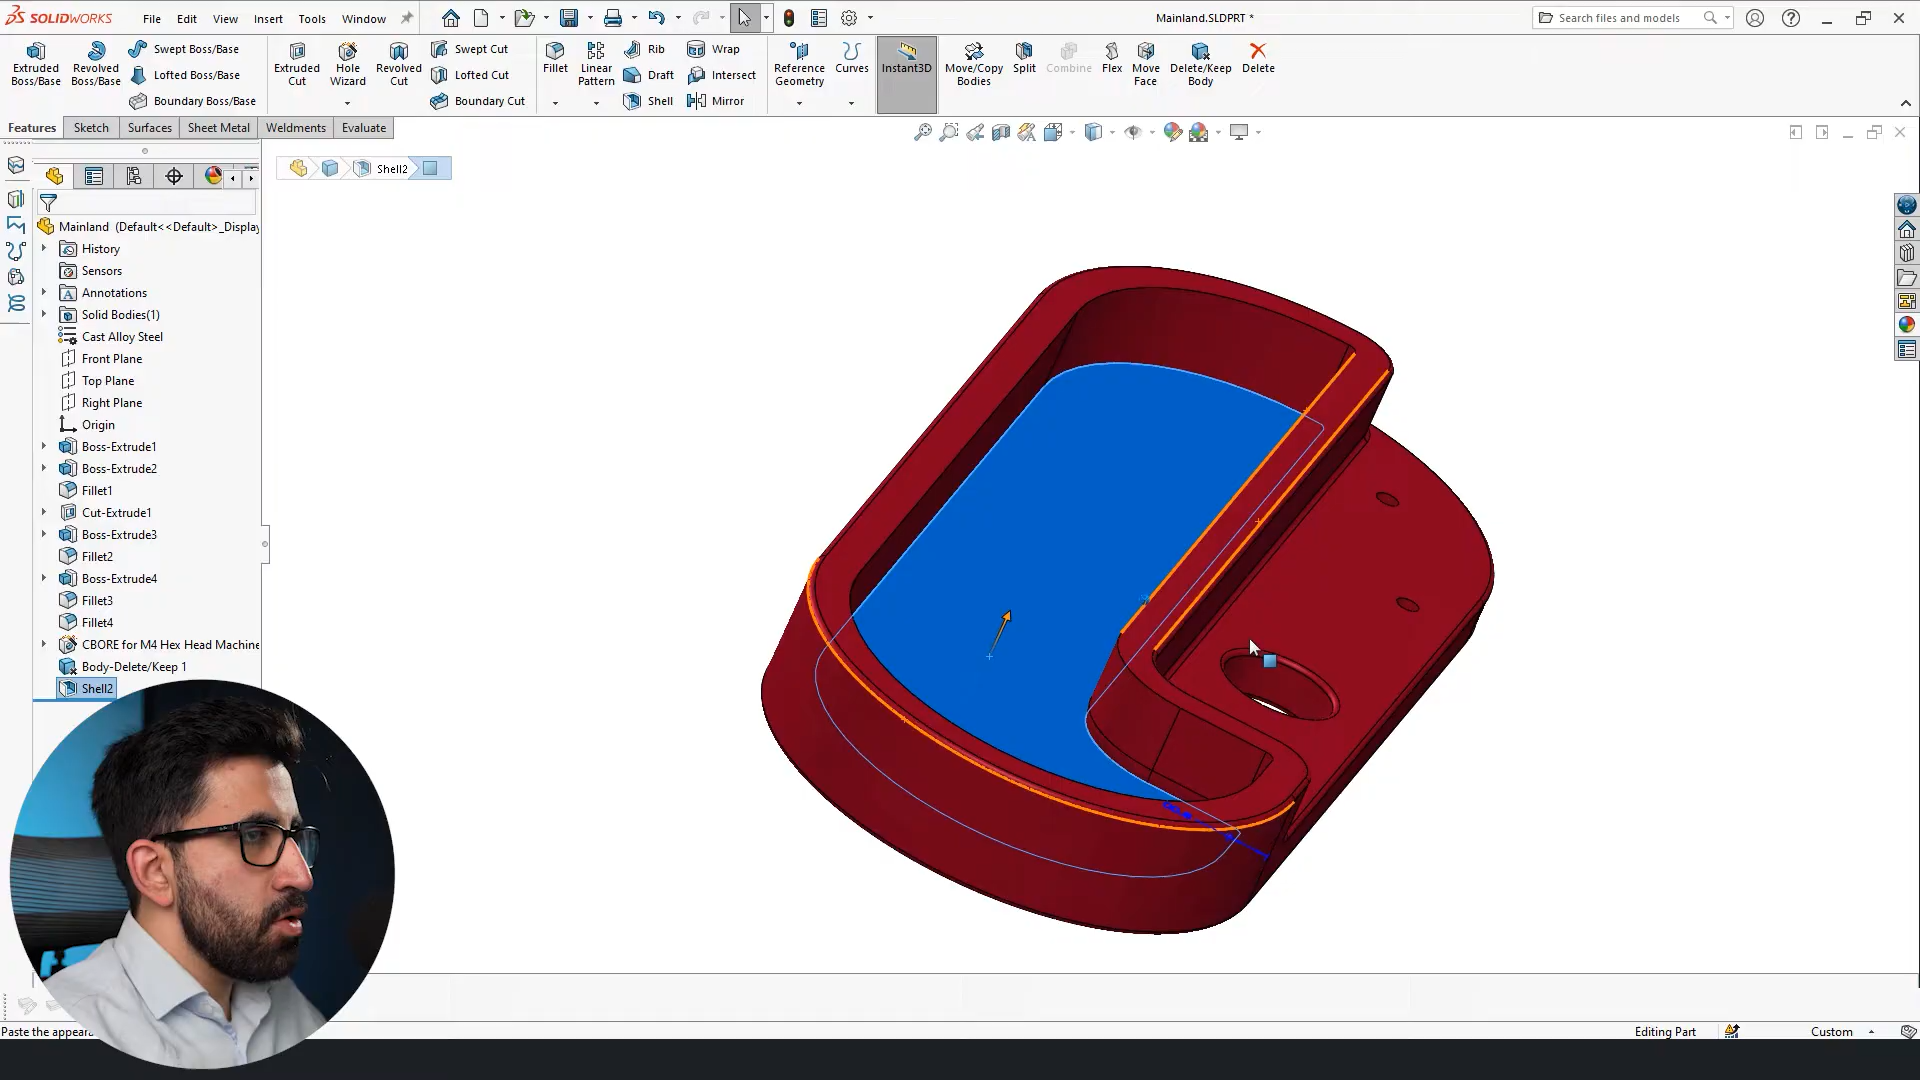 SOLIDWORKS
File
Edit
View
Insert
Tools
Window
Mainland.SLDPRT *
Search files and models
Extruded Boss/Base
Revolved Boss/Base
Swept Boss/Base
Lofted Boss/Base
Boundary Boss/Base
Extruded Cut
Hole Wizard
Revolved Cut
Swept Cut
Lofted Cut
Boundary Cut
Fillet
Linear Pattern
Rib
Draft
Shell
Wrap
Intersect
Mirror
Reference Geometry
Curves
Instant3D
Move/Copy Bodies
Split
Combine
Flex
Move Face
Delete/Keep Body
Delete
Features
Sketch
Surfaces
Sheet Metal
Weldments
Evaluate
Shell2
Mainland (Default<<Default>_Display
History
Sensors
Annotations
Solid Bodies(1)
Cast Alloy Steel
Front Plane
Top Plane
Right Plane
Origin
Boss-Extrude1
Boss-Extrude2
Fillet1
Cut-Extrude1
Boss-Extrude3
Fillet2
Boss-Extrude4
Fillet3
Fillet4
CBORE for M4 Hex Head Machine
Body-Delete/Keep 1
Shell2
Paste the appeara
Editing Part
Custom